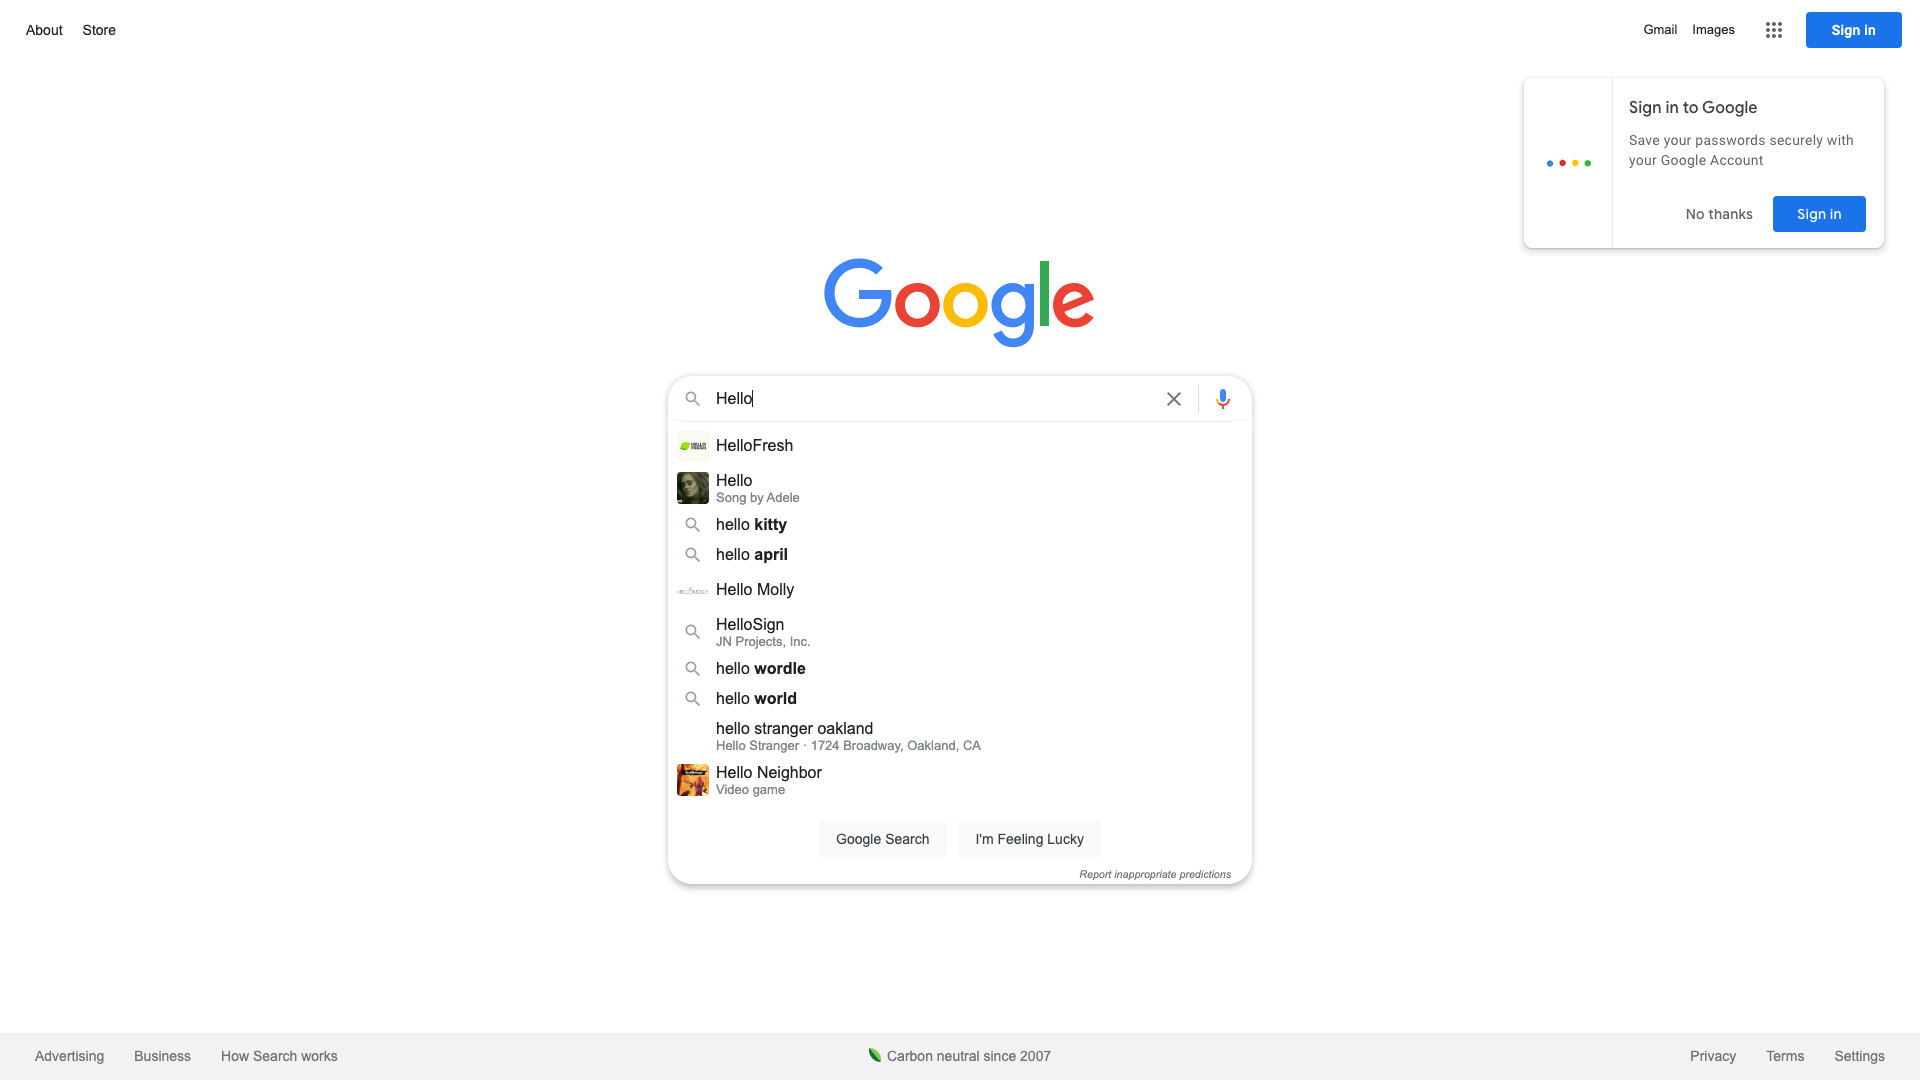 About Store
Gmail Images Sign in
Sign in to Google
Save your passwords securely with
your Google Account
No thanks Sign in
Google
Hello
HelloFresh
Hello
Song by Adele
hello kitty
hello april
Hello Molly
HelloSign
JN Projects, Inc.
hello wordle
hello world
hello stranger oakland
Hello Stranger · 1724 Broadway, Oakland, CA
Hello Neighbor
Video game
Google Search I'm Feeling Lucky
Report inappropriate predictions
Advertising Business How Search works Carbon neutral since 2007 Privacy Terms Settings